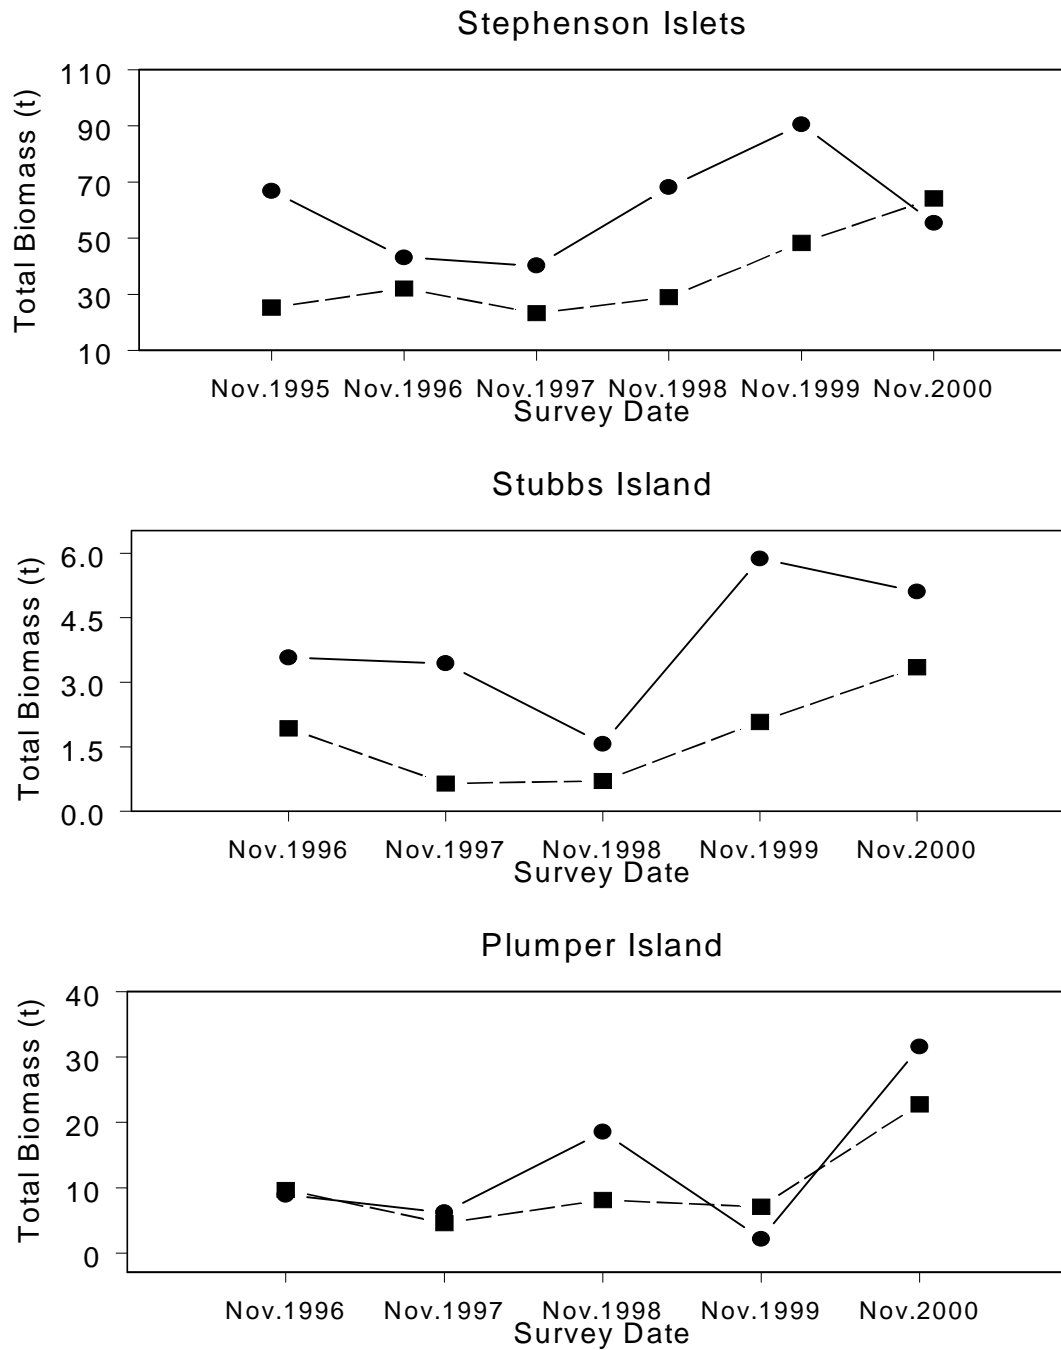 Stephenson Islets
Total Biomass (t)
110
90
70
50
30
10
Nov.1995 Nov.1996 Nov.1997 Nov.1998 Nov.1999 Nov.2000
Survey Date
Stubbs Island
Total Biomass (t)
6.0
4.5
3.0
1.5
0.0
Nov.1996 Nov.1997 Nov.1998 Nov.1999 Nov.2000
Survey Date
Plumper Island
Total Biomass (t)
40
30
20
10
0
Nov.1996 Nov.1997 Nov.1998 Nov.1999 Nov.2000
Survey Date